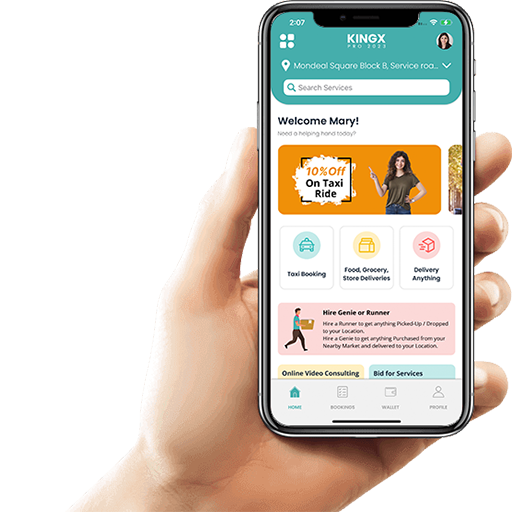 2:07
KINGX
PRO 2023
Mondeal Square Block B, Service roa...
Search Services
Welcome Mary!
Need a helping hand today?
10%Off
On Taxi
Ride
Taxi Booking
Food, Grocery,
Store Deliveries
Delivery
Anything
Hire Genie or Runner
Hire a Runner to get anything Picked-Up / Dropped
to your Location.
Hire a Genie to get anything Purchased from your
Nearby Market and delivered to your Location.
Online Video Consulting
Bid for Services
HOME
BOOKINGS
WALLET
PROFILE